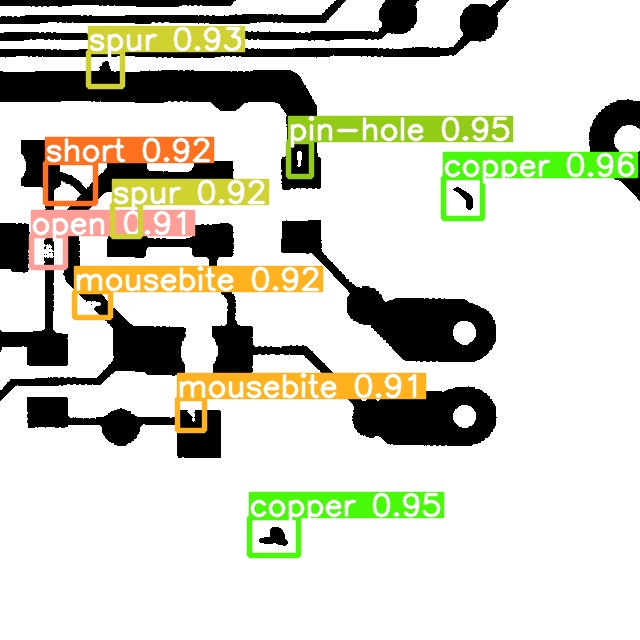 spur 0.93
pin-hole 0.95
short 0.92
copper 0.96
spur 0.92
open 0.91
mousebite 0.92
mousebite 0.91
copper 0.95